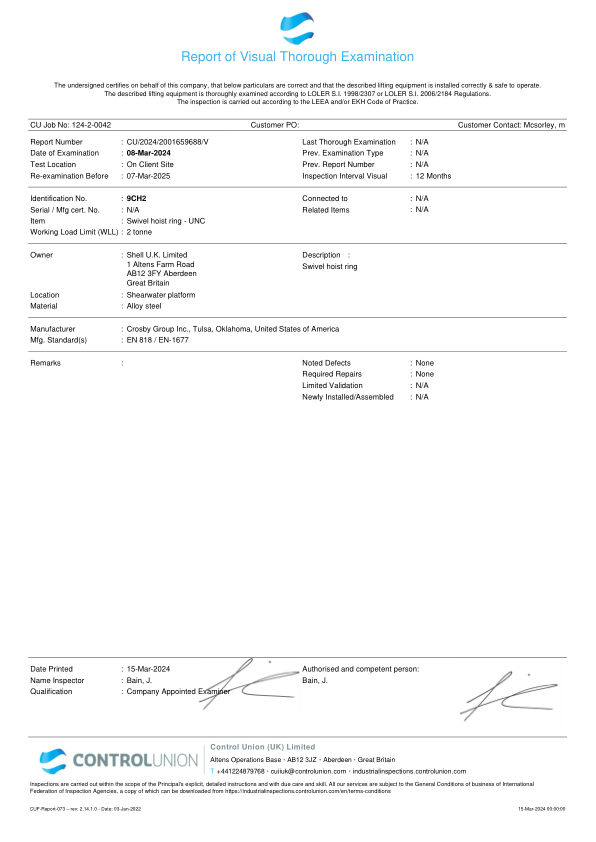 Report of Visual Thorough Examination
The undersigned certifies on behalf of this company, that below particulars are correct and that the described lifting equipment is installed correctly & safe to operate.
The described lifting equipment is thoroughly examined according to LOLER S.I. 1998/2307 or LOLER S.I. 2006/2184 Regulations.
The inspection is carried out according to the LEEA and/or EKH Code of Practice.
CU Job No: 124-2-0042 Customer PO: Customer Contact: Mcsorley, m
Report Number : CU/2024/2001659688/V Last Thorough Examination : N/A
Date of Examination : 08-Mar-2024 Prev. Examination Type : N/A
Test Location : On Client Site Prev. Report Number : N/A
Re-examination Before : 07-Mar-2025 Inspection Interval Visual : 12 Months
Identification No. : 9CH2 Connected to : N/A
Serial / Mfg cert. No. : N/A Related Items : N/A
Item : Swivel hoist ring - UNC
Working Load Limit (WLL) : 2 tonne
Owner : Shell U.K. Limited Description :
1 Altens Farm Road Swivel hoist ring
AB12 3FY Aberdeen
Great Britain
Location : Shearwater platform
Material : Alloy steel
Manufacturer : Crosby Group Inc., Tulsa, Oklahoma, United States of America
Mfg. Standard(s) : EN 818 / EN-1677
Remarks : Noted Defects : None
Required Repairs : None
Limited Validation : N/A
Newly Installed/Assembled : N/A
Date Printed : 15-Mar-2024 Authorised and competent person:
Name Inspector : Bain, J. Bain, J.
Qualification : Company Appointed Examiner
CONTROLUNION
Control Union (UK) Limited
Altens Operations Base · AB12 3JZ · Aberdeen · Great Britain
T +441224879768 · cuiiuk@controlunion.com · industrialinspections.controlunion.com
Inspections are carried out within the scope of the Principal's explicit, detailed instructions and with due care and skill. All our services are subject to the General Conditions of business of International
Federation of Inspection Agencies, a copy of which can be downloaded from https://industrialinspections.controlunion.com/en/terms-conditions
CUF-Report-073 – rev: 2.14.1.0 - Date: 03-Jan-2022 15-Mar-2024 00:00:00